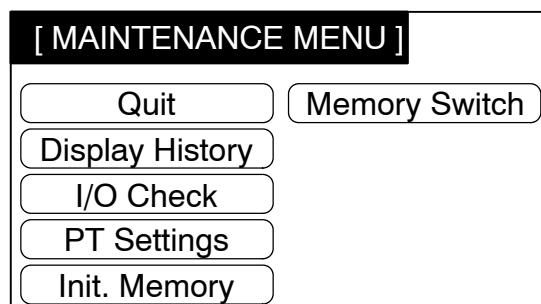 [ MAINTENANCE MENU ]
Quit Memory Switch
Display History
I/O Check
PT Settings
Init. Memory